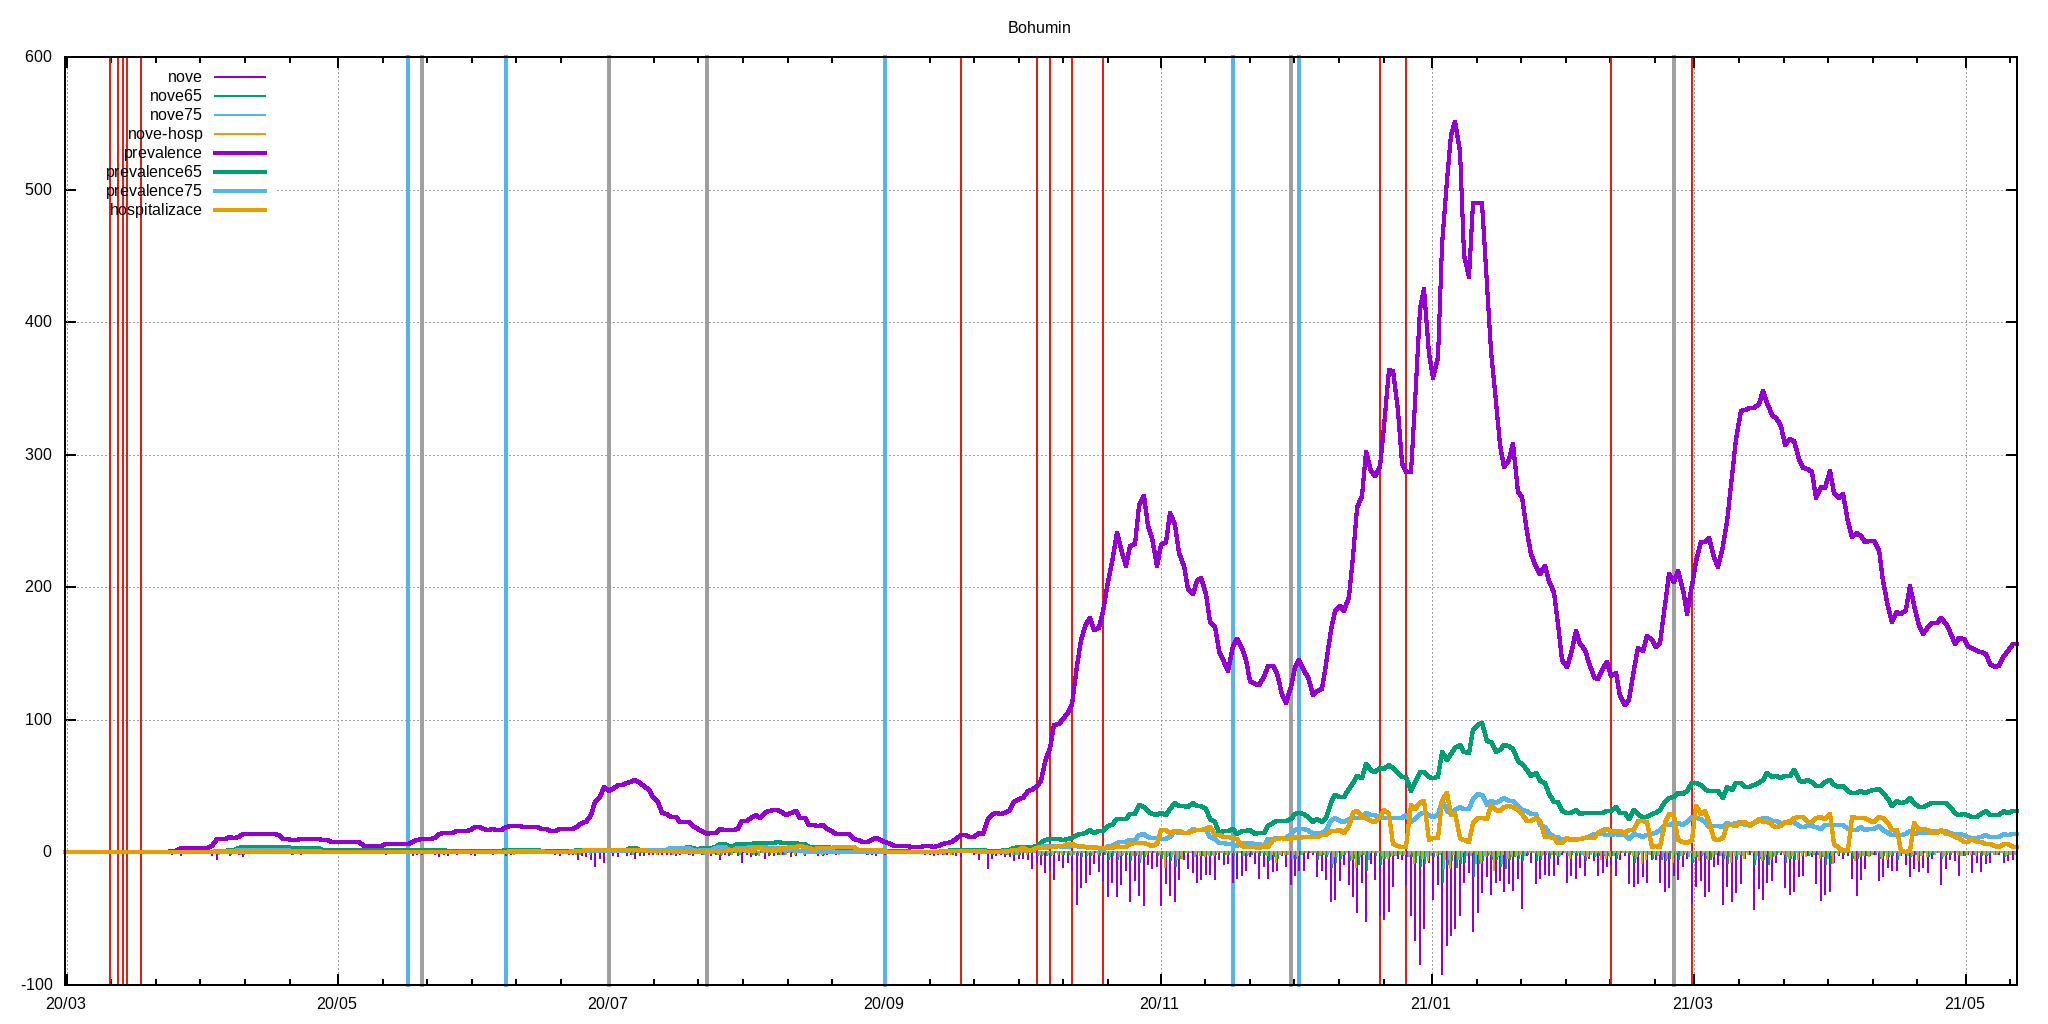 Bohumin
600
500
400
300
200
100
0
-100
nove
nove65
nove75
nove-hosp
prevalence
prevalence65
prevalence75
hospitalizace
20/03 20/05 20/07 20/09 20/11 21/01 21/03 21/05